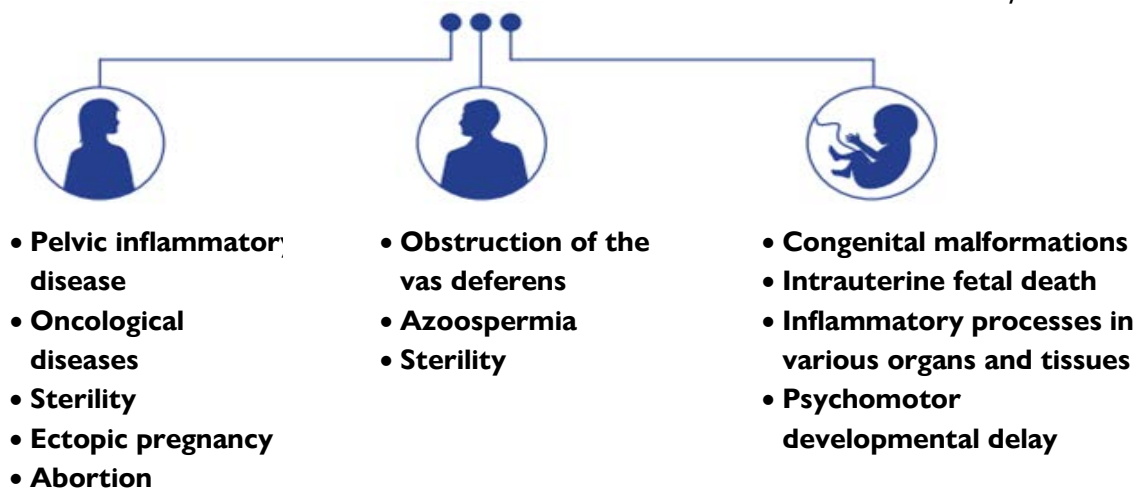 • Pelvic inflammatory
disease
• Oncological
diseases
• Sterility
• Ectopic pregnancy
• Abortion
• Obstruction of the
vas deferens
• Azoospermia
• Sterility
• Congenital malformations
• Intrauterine fetal death
• Inflammatory processes in
various organs and tissues
• Psychomotor
developmental delay